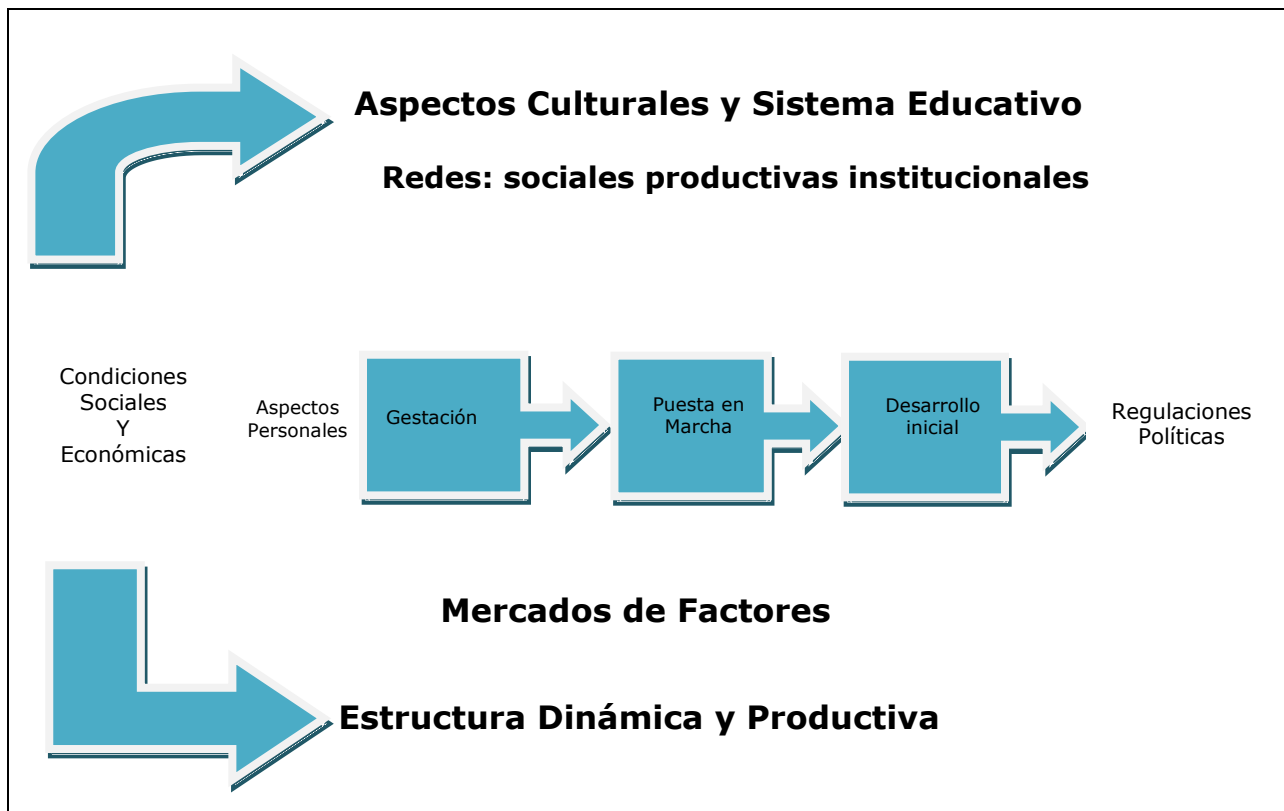 Aspectos Culturales y Sistema Educativo
Redes: sociales productivas institucionales
Condiciones
Sociales
Y
Económicas
Aspectos
Personales
Gestación
Puesta en
Marcha
Desarrollo
inicial
Regulaciones
Políticas
Mercados de Factores
Estructura Dinámica y Productiva